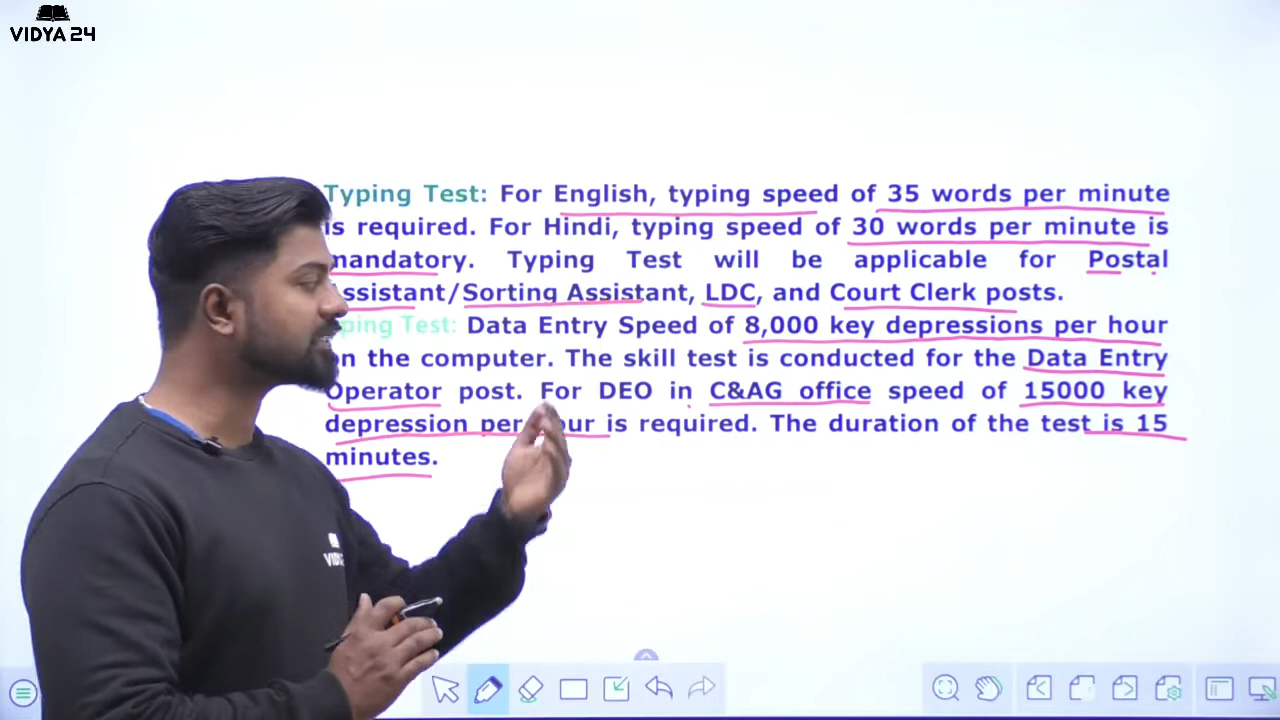 VIDYA 24
Typing Test: For English, typing speed of 35 words per minute
is required. For Hindi, typing speed of 30 words per minute is
mandatory. Typing Test will be applicable for Postal
Assistant/Sorting Assistant, LDC, and Court Clerk posts.
Typing Test: Data Entry Speed of 8,000 key depressions per hour
on the computer. The skill test is conducted for the Data Entry
Operator post. For DEO in C&AG office speed of 15000 key
depression per hour is required. The duration of the test is 15
minutes.